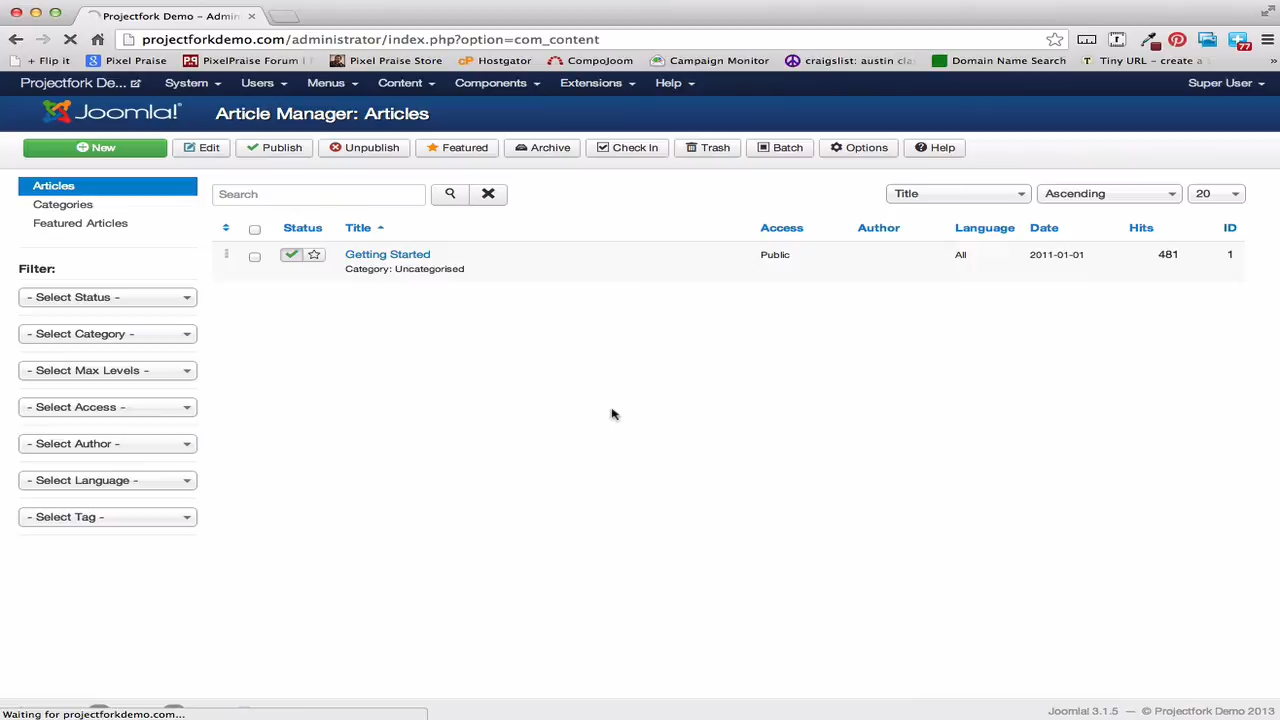 Projectfork Demo – Admin
projectforkdemo.com/administrator/index.php?option=com_content
77
+ Flip it
Pixel Praise
PixelPraise Forum
Pixel Praise Store
cP Hostgator
CompoJoom
Campaign Monitor
craigslist: austin cla
Domain Name Search
Tiny URL – create a
»
Projectfork De...
System
Users
Menus
Content
Components
Extensions
Help
Super User
Joomla!
Article Manager: Articles
New
Edit
Publish
Unpublish
Featured
Archive
Check In
Trash
Batch
Options
Help
Articles
Categories
Featured Articles
Filter:
- Select Status -
- Select Category -
- Select Max Levels -
- Select Access -
- Select Author -
- Select Language -
- Select Tag -
Search
Title
Ascending
20
Status
Title
Access
Author
Language
Date
Hits
ID
Getting Started
Category: Uncategorised
Public
All
2011-01-01
481
1
Waiting for projectforkdemo.com...
Joomla! 3.1.5 — © Projectfork Demo 2013